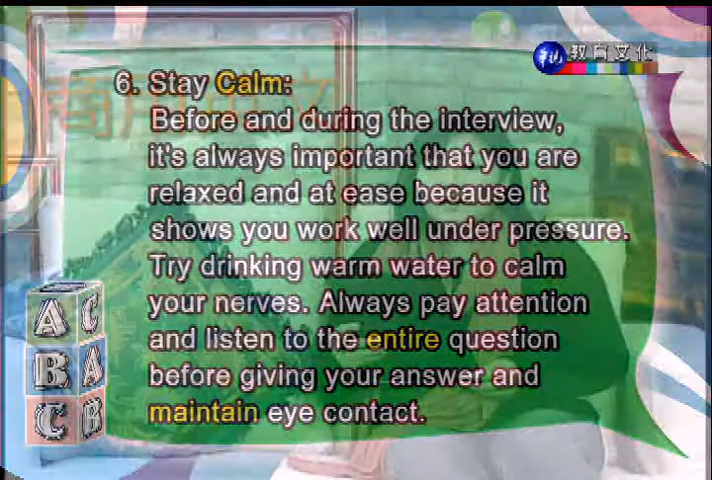 華視
教育文化
6. Stay Calm:
Before and during the interview,
it's always important that you are
relaxed and at ease because it
shows you work well under pressure.
Try drinking warm water to calm
your nerves. Always pay attention
and listen to the entire question
before giving your answer and
maintain eye contact.
A C
B A
C B